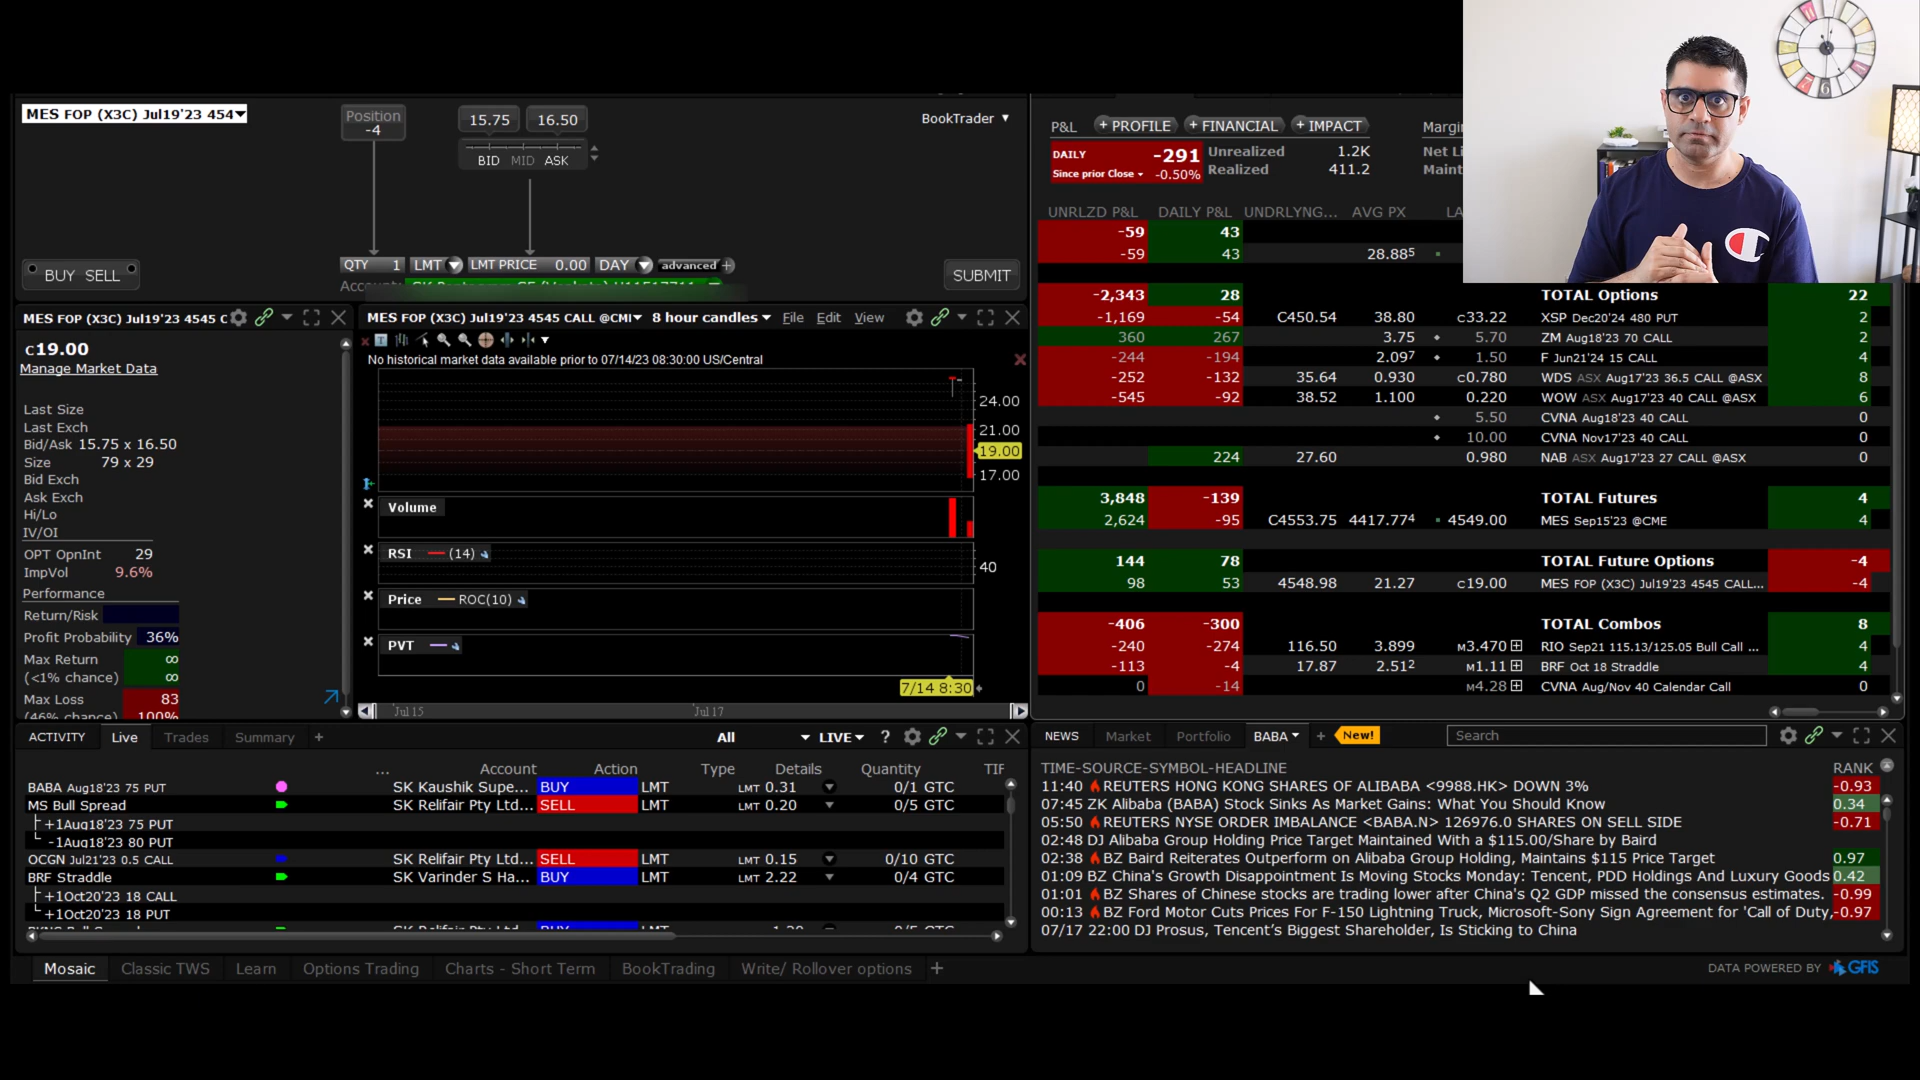 MES FOP (X3C) Jul19'23 454
Position
-4
15.75 16.50
BID MID ASK
BookTrader
BUY SELL
QTY 1 LMT LMT PRICE 0.00 DAY advanced +
SUBMIT
MES FOP (X3C) Jul19'23 4545 C
c19.00
Manage Market Data
Last Size
Last Exch
Bid/Ask 15.75 x 16.50
Size 79 x 29
Bid Exch
Ask Exch
Hi/Lo
IV/OI
OPT OpnInt 29
ImpVol 9.6%
Performance
Return/Risk
Profit Probability 36%
Max Return ∞
(<1% chance) ∞
Max Loss 83
(46% chance) 100%
MES FOP (X3C) Jul19'23 4545 CALL @CMI 8 hour candles File Edit View
No historical market data available prior to 07/14/23 08:30:00 US/Central
24.00
21.00
19.00
17.00
Volume
RSI (14)
40
Price ROC(10)
PVT
7/14 8:30
Jul15 Jul17
P&L + PROFILE + FINANCIAL + IMPACT
DAILY -291
Since prior Close -0.50%
Unrealized 1.2K
Realized 411.2
UNRLZD P&L DAILY P&L UNDRLYNG... AVG PX
-59 43
-59 43 28.885
-2,343 28 TOTAL Options 22
-1,169 -54 C450.54 38.80 c33.22 XSP Dec20'24 480 PUT 2
360 267 3.75 5.70 ZM Aug18'23 70 CALL 2
-244 -194 2.097 1.50 F Jun21'24 15 CALL 4
-252 -132 35.64 0.930 c0.780 WDS ASX Aug17'23 36.5 CALL @ASX 8
-545 -92 38.52 1.100 0.220 WOW ASX Aug17'23 40 CALL @ASX 6
5.50 CVNA Aug18'23 40 CALL 0
10.00 CVNA Nov17'23 40 CALL 0
224 27.60 0.980 NAB ASX Aug17'23 27 CALL @ASX 0
3,848 -139 TOTAL Futures 4
2,624 -95 C4553.75 4417.774 4549.00 MES Sep15'23 @CME 4
144 78 TOTAL Future Options -4
98 53 4548.98 21.27 c19.00 MES FOP (X3C) Jul19'23 4545 CALL... -4
-406 -300 TOTAL Combos 8
-240 -274 116.50 3.899 M3.470 RIO Sep21 115.13/125.05 Bull Call ... 4
-113 -4 17.87 2.512 M1.11 BRF Oct 18 Straddle 4
0 -14 M4.28 CVNA Aug/Nov 40 Calendar Call 0
ACTIVITY Live Trades Summary + All LIVE ?
... Account Action Type Details Quantity TIF
BABA Aug18'23 75 PUT SK Kaushik Supe... BUY LMT LMT 0.31 0/1 GTC
MS Bull Spread SK Relifair Pty Ltd... SELL LMT LMT 0.20 0/5 GTC
+1Aug18'23 75 PUT
-1Aug18'23 80 PUT
OCGN Jul21'23 0.5 CALL SK Relifair Pty Ltd... SELL LMT LMT 0.15 0/10 GTC
BRF Straddle SK Varinder S Ha... BUY LMT LMT 2.22 0/4 GTC
+1Oct20'23 18 CALL
+1Oct20'23 18 PUT
NEWS Market Portfolio BABA + New! Search
TIME-SOURCE-SYMBOL-HEADLINE RANK
11:40 REUTERS HONG KONG SHARES OF ALIBABA <9988.HK> DOWN 3% -0.93
07:45 ZK Alibaba (BABA) Stock Sinks As Market Gains: What You Should Know 0.34
05:50 REUTERS NYSE ORDER IMBALANCE <BABA.N> 126976.0 SHARES ON SELL SIDE -0.71
02:48 DJ Alibaba Group Holding Price Target Maintained With a $115.00/Share by Baird
02:38 BZ Baird Reiterates Outperform on Alibaba Group Holding, Maintains $115 Price Target 0.97
01:09 BZ China's Growth Disappointment Is Moving Stocks Monday: Tencent, PDD Holdings And Luxury Goods 0.42
01:01 BZ Shares of Chinese stocks are trading lower after China's Q2 GDP missed the consensus estimates. -0.99
00:13 BZ Ford Motor Cuts Prices For F-150 Lightning Truck, Microsoft-Sony Sign Agreement for 'Call of Duty, -0.97
07/17 22:00 DJ Prosus, Tencent's Biggest Shareholder, Is Sticking to China
Mosaic Classic TWS Learn Options Trading Charts - Short Term BookTrader Write/ Rollover options +
DATA POWERED BY GFIS